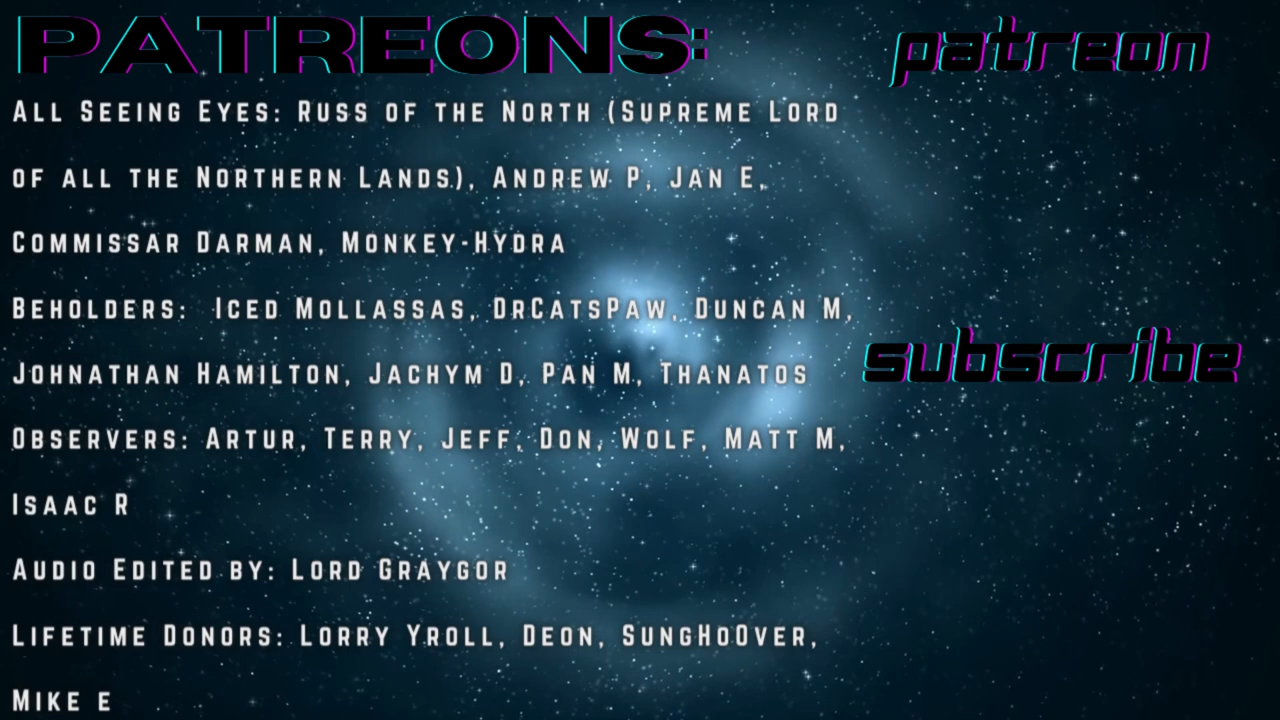 PATREONS:
patreon
All Seeing Eyes: Russ of the North (Supreme Lord
of all the Northern Lands), Andrew P, Jan E,
Commissar Darman, Monkey-Hydra
Beholders: Iced Mollassas, DrCatsPaw, Duncan M,
Johnathan Hamilton, Jachym D, Pan M, Thanatos
subscribe
Observers: Artur, Terry, Jeff, Don, Wolf, Matt M,
Isaac R
Audio Edited by: Lord Graygor
Lifetime Donors: Lorry Yroll, Deon, SungHoOver,
Mike E